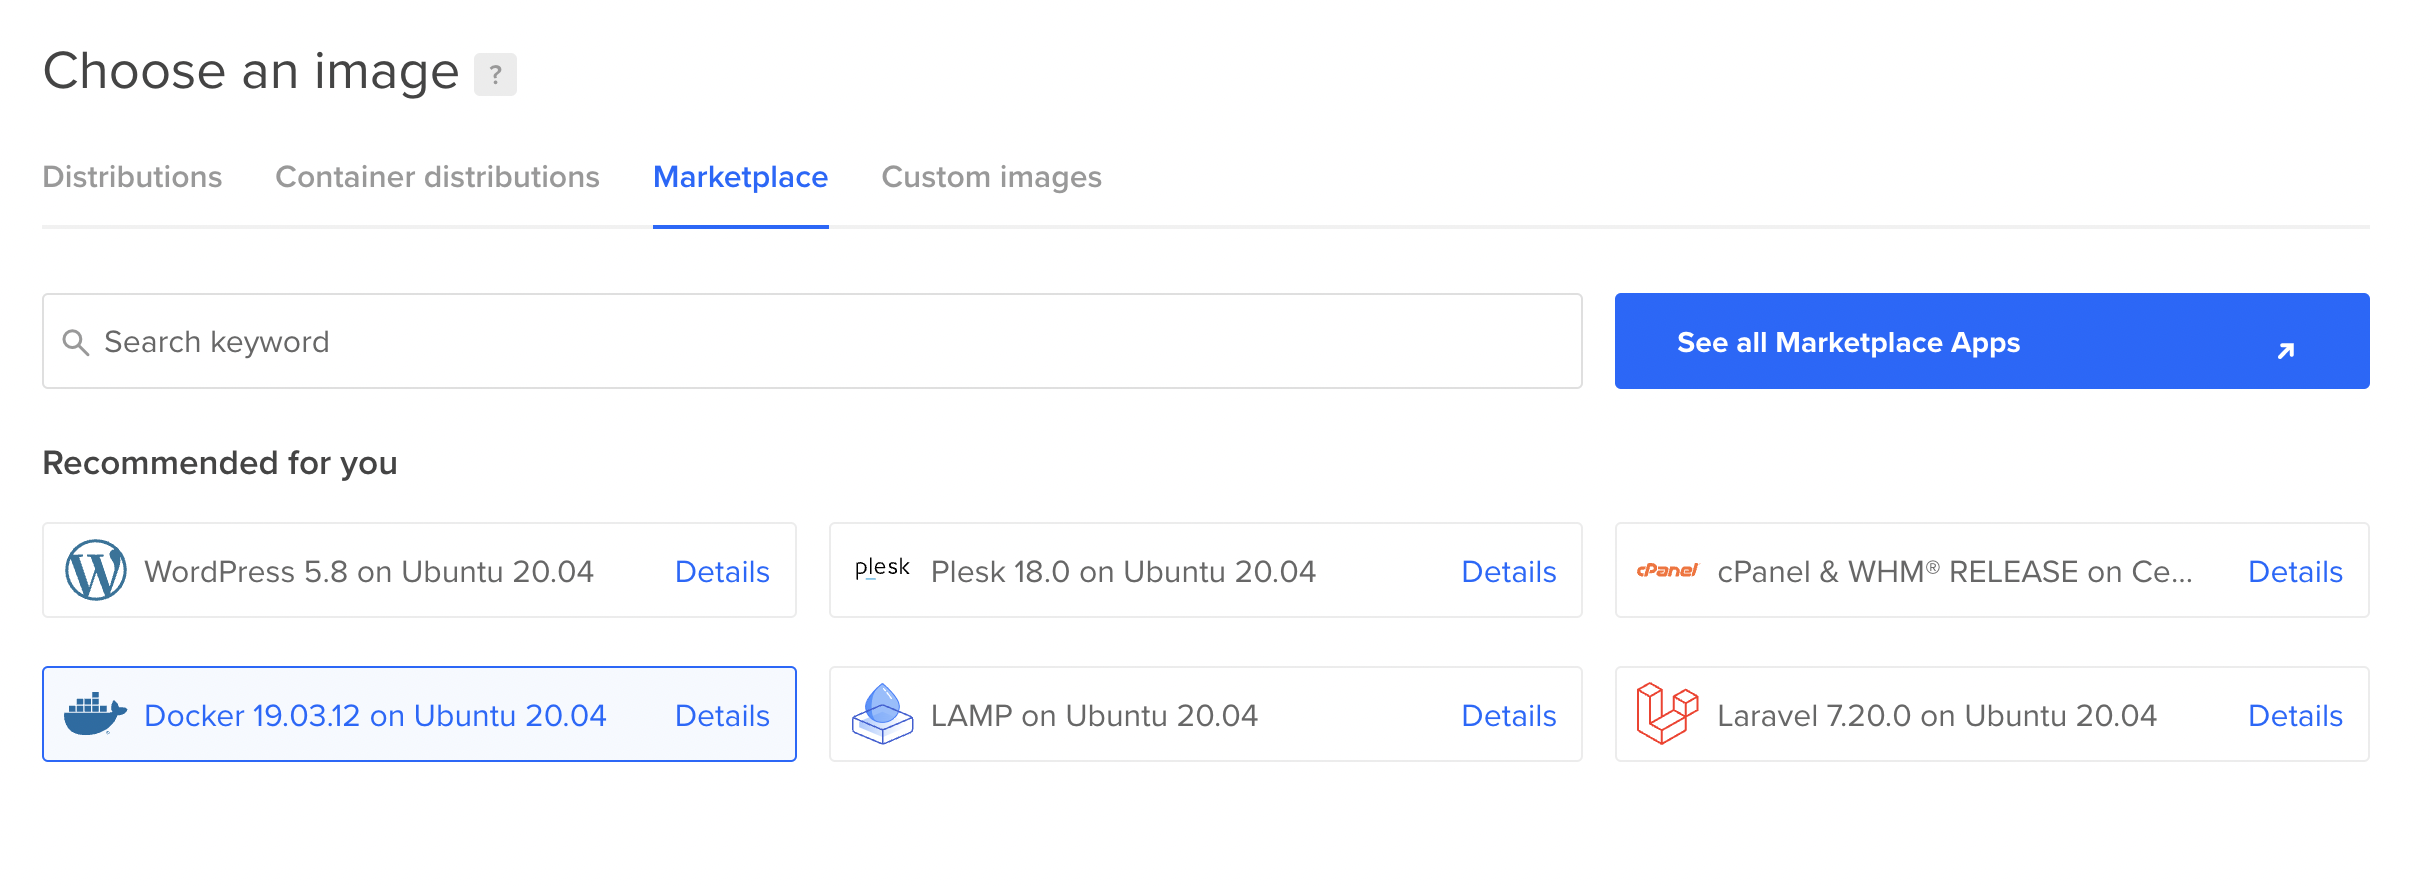 Choose an image ?
Distributions Container distributions Marketplace Custom images
Search keyword See all Marketplace Apps
Recommended for you
WordPress 5.8 on Ubuntu 20.04 Details plesk Plesk 18.0 on Ubuntu 20.04 Details cPanel cPanel & WHM® RELEASE on Ce... Details
Docker 19.03.12 on Ubuntu 20.04 Details LAMP on Ubuntu 20.04 Details Laravel 7.20.0 on Ubuntu 20.04 Details